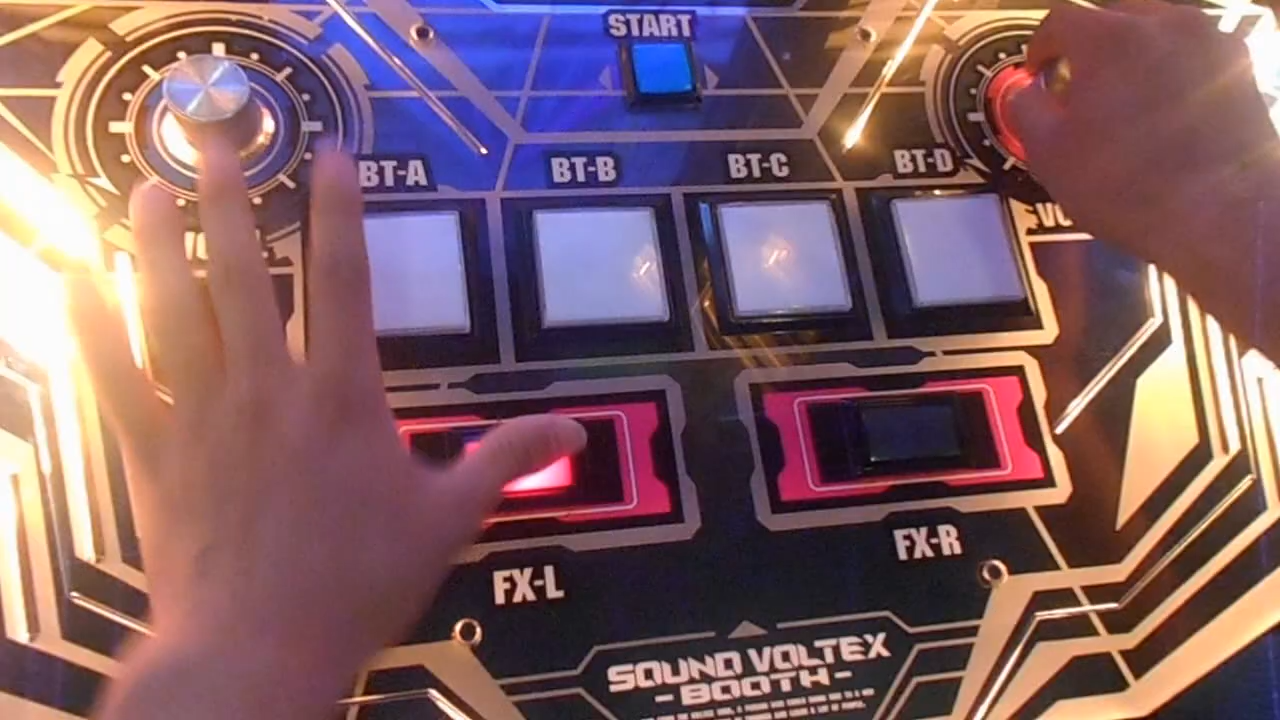 START
BT-A
BT-B
BT-C
BT-D
FX-L
FX-R
SOUND VOLTEX
-BOOTH-